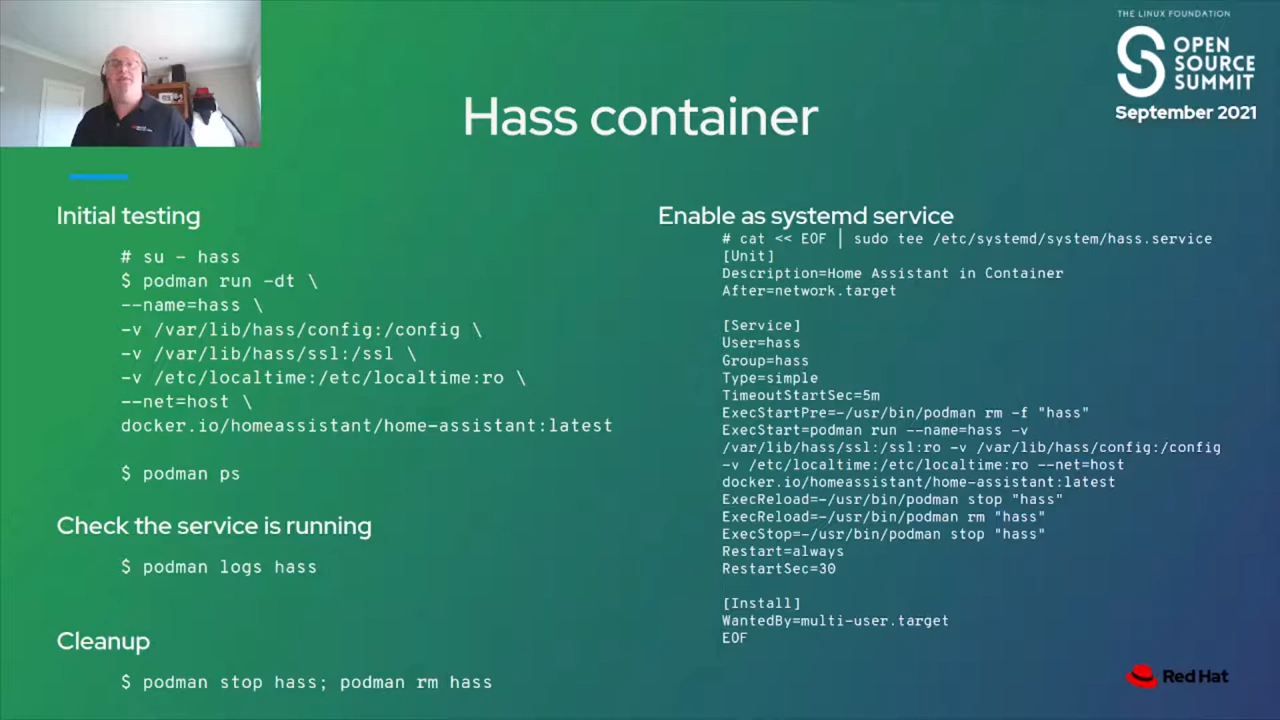 THE LINUX FOUNDATION
OPEN
SOURCE
SUMMIT
September 2021
Hass container
Initial testing
# su - hass
$ podman run -dt \
--name=hass \
-v /var/lib/hass/config:/config \
-v /var/lib/hass/ssl:/ssl \
-v /etc/localtime:/etc/localtime:ro \
--net=host \
docker.io/homeassistant/home-assistant:latest
$ podman ps
Check the service is running
$ podman logs hass
Cleanup
$ podman stop hass; podman rm hass
Enable as systemd service
# cat << EOF | sudo tee /etc/systemd/system/hass.service
[Unit]
Description=Home Assistant in Container
After=network.target
[Service]
User=hass
Group=hass
Type=simple
TimeoutStartSec=5m
ExecStartPre=-/usr/bin/podman rm -f "hass"
ExecStart=podman run --name=hass -v
/var/lib/hass/ssl:/ssl:ro -v /var/lib/hass/config:/config
-v /etc/localtime:/etc/localtime:ro --net=host
docker.io/homeassistant/home-assistant:latest
ExecReload=-/usr/bin/podman stop "hass"
ExecReload=-/usr/bin/podman rm "hass"
ExecStop=-/usr/bin/podman stop "hass"
Restart=always
RestartSec=30
[Install]
WantedBy=multi-user.target
EOF
Red Hat